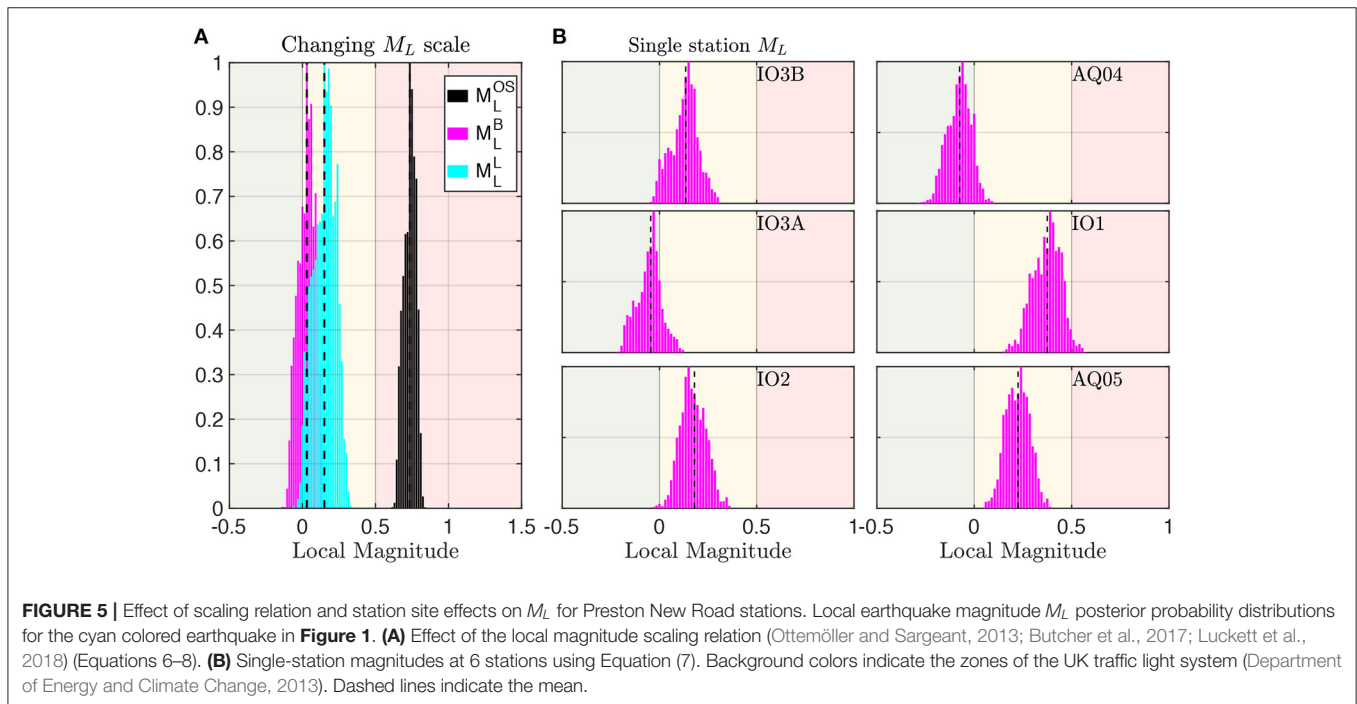 A
Changing M_L scale
1
0.9
0.8
0.7
0.6
0.5
0.4
0.3
0.2
0.1
0
M_L^OS
M_L^B
M_L^L
-0.5 0 0.5 1 1.5
Local Magnitude
B
Single station M_L
IO3B
AQ04
IO3A
IO1
IO2
AQ05
-0.5 0 0.5 1
Local Magnitude
-0.5 0 0.5 1
Local Magnitude
FIGURE 5 | Effect of scaling relation and station site effects on M_L for Preston New Road stations. Local earthquake magnitude M_L posterior probability distributions
for the cyan colored earthquake in Figure 1. (A) Effect of the local magnitude scaling relation (Ottemöller and Sargeant, 2013; Butcher et al., 2017; Luckett et al.,
2018) (Equations 6–8). (B) Single-station magnitudes at 6 stations using Equation (7). Background colors indicate the zones of the UK traffic light system (Department
of Energy and Climate Change, 2013). Dashed lines indicate the mean.